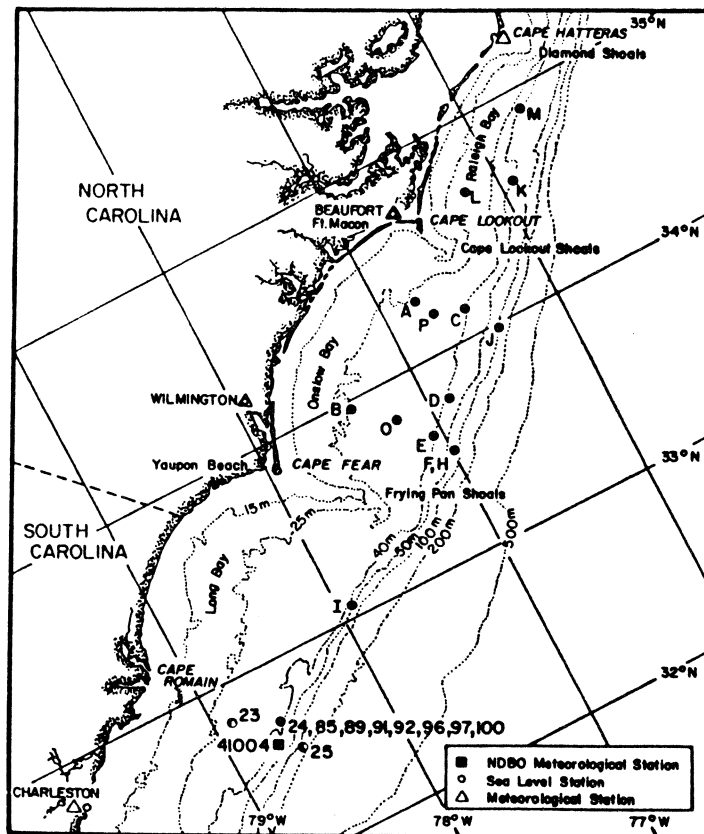 35°N
CAPE HATTERAS
Diamond Shoals
M
Raleigh Bay
K
L
NORTH
CAROLINA
BEAUFORT
Ft. Macon
CAPE LOOKOUT
Cape Lookout Shoals
34°N
A
P
C
J
Onslow Bay
WILMINGTON
B
O
D
E
F,H
Yaupon Beach
CAPE FEAR
33°N
Frying Pan Shoals
15m
25m
40m
50m
100m
200m
500m
SOUTH
CAROLINA
Long Bay
I
CAPE
ROMAIN
32°N
23
24,85,89,91,92,96,97,100
41004
25
CHARLESTON
NDBO Meteorological Station
Sea Level Station
Meteorological Station
79°W
78°W
77°W